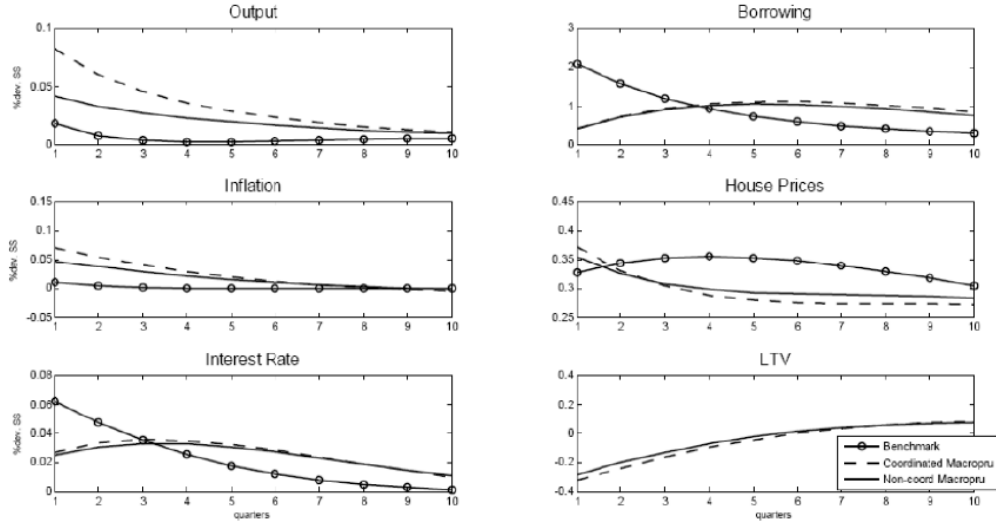 Output
%dev. SS
0.1
0.05
0
1 2 3 4 5 6 7 8 9 10
Borrowing
3
2
1
0
1 2 3 4 5 6 7 8 9 10
Inflation
%dev. SS
0.15
0.1
0.05
0
-0.05
1 2 3 4 5 6 7 8 9 10
House Prices
0.45
0.4
0.35
0.3
0.25
1 2 3 4 5 6 7 8 9 10
Interest Rate
%dev. SS
0.08
0.06
0.04
0.02
0
1 2 3 4 5 6 7 8 9 10
quarters
LTV
0.4
0.2
0
-0.2
-0.4
1 2 3 4 5 6 7 8 9 10
quarters
Benchmark
Coordinated Macropru
Non-coord Macropru